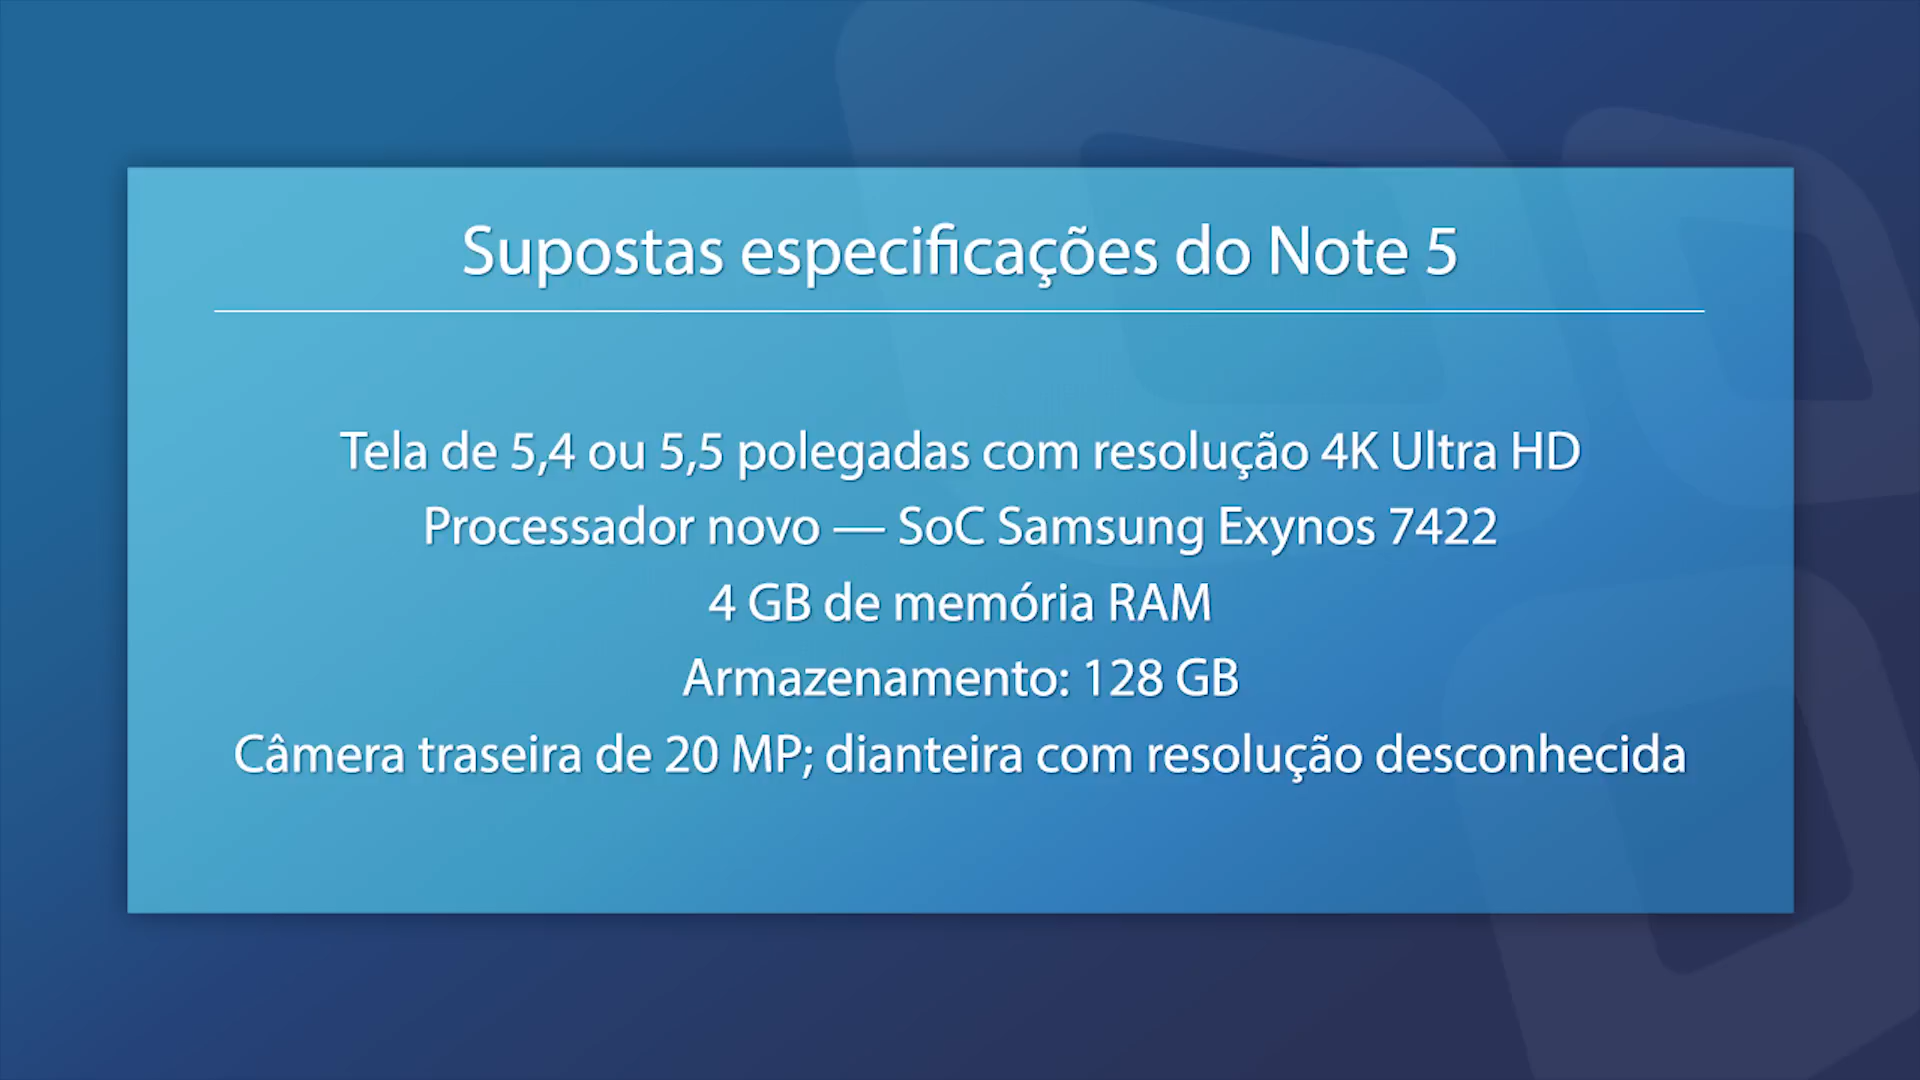 Supostas especificações do Note 5
Tela de 5,4 ou 5,5 polegadas com resolução 4K Ultra HD
Processador novo — SoC Samsung Exynos 7422
4 GB de memória RAM
Armazenamento: 128 GB
Câmera traseira de 20 MP; dianteira com resolução desconhecida